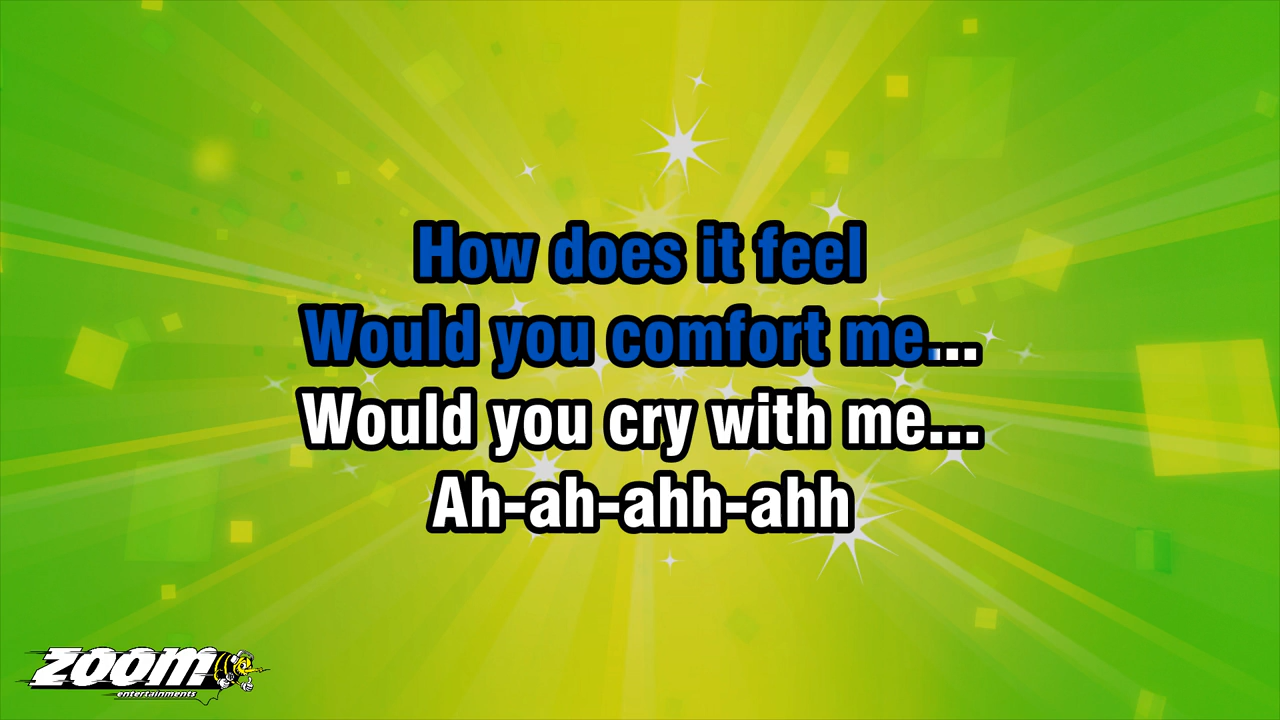 How does it feel
Would you comfort me...
Would you cry with me...
Ah-ah-ahh-ahh
zoom
entertainments